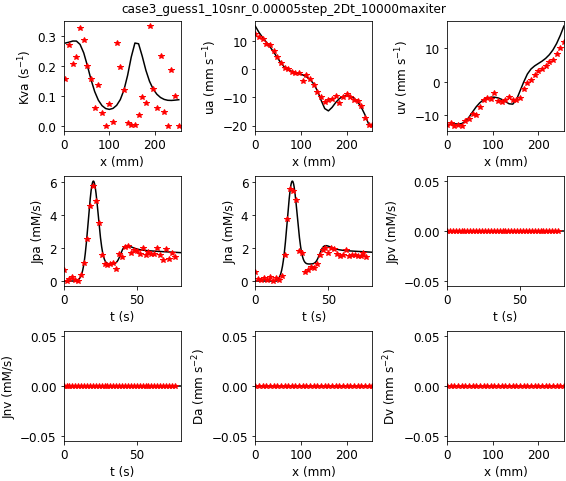 case3_guess1_10snr_0.00005step_2Dt_10000maxiter
Kva (s⁻¹)
0.3
0.2
0.1
0.0
0 100 200
x (mm)
ua (mm s⁻¹)
10
0
−10
−20
0 100 200
x (mm)
uv (mm s⁻¹)
10
0
−10
0 100 200
x (mm)
Jpa (mM/s)
6
4
2
0
0 50
t (s)
Jna (mM/s)
6
4
2
0
0 50
t (s)
Jpv (mM/s)
0.05
0.00
−0.05
0 50
t (s)
Jnv (mM/s)
0.05
0.00
−0.05
0 50
t (s)
Da (mm s⁻²)
0.05
0.00
−0.05
0 100 200
x (mm)
Dv (mm s⁻²)
0.05
0.00
−0.05
0 100 200
x (mm)